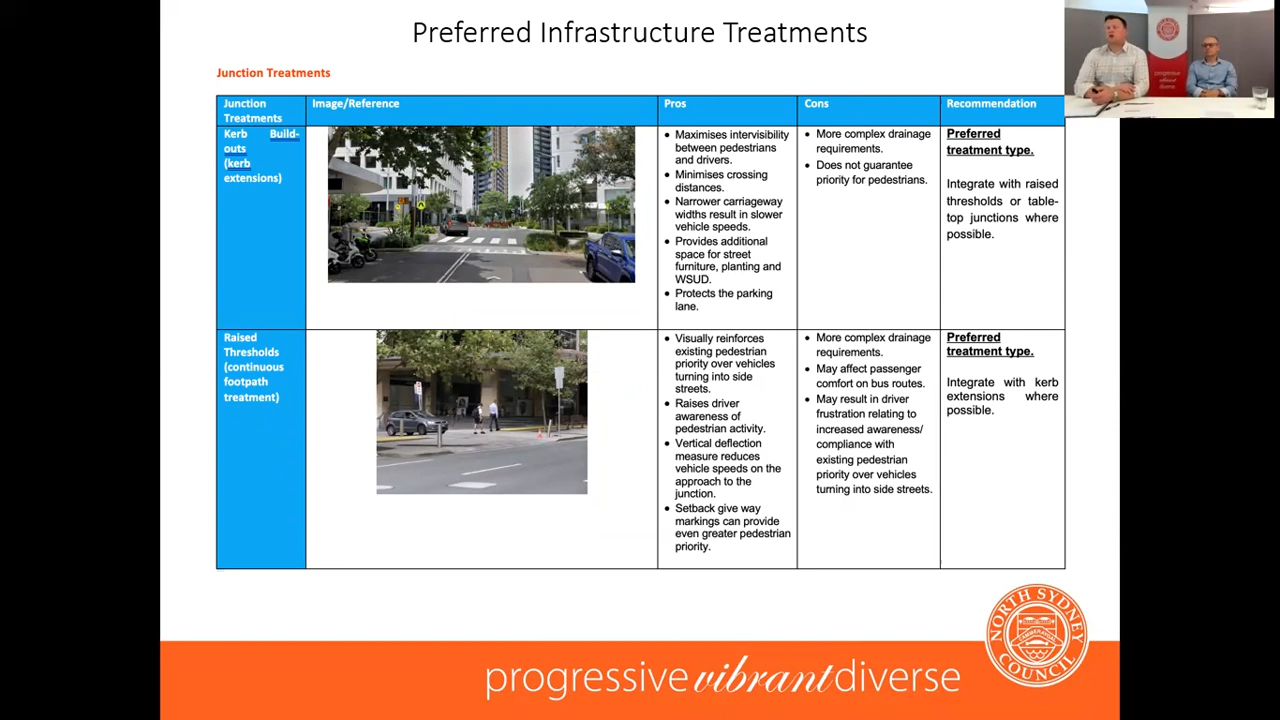 Preferred Infrastructure Treatments
Junction Treatments
Junction
Treatments
Image/Reference
Pros
Cons
Recommendation
Kerb Build-
outs
(kerb
extensions)
• Maximises intervisibility
between pedestrians
and drivers.
• Minimises crossing
distances.
• Narrower carriageway
widths result in slower
vehicle speeds.
• Provides additional
space for street
furniture, planting and
WSUD.
• Protects the parking
lane.
• More complex drainage
requirements.
• Does not guarantee
priority for pedestrians.
Preferred
treatment type.
Integrate with raised
thresholds or table-
top junctions where
possible.
Raised
Thresholds
(continuous
footpath
treatment)
• Visually reinforces
existing pedestrian
priority over vehicles
turning into side
streets.
• Raises driver
awareness of
pedestrian activity.
• Vertical deflection
measure reduces
vehicle speeds on the
approach to the
junction.
• Setback give way
markings can provide
even greater pedestrian
priority.
• More complex drainage
requirements.
• May affect passenger
comfort on bus routes.
• May result in driver
frustration relating to
increased awareness/
compliance with
existing pedestrian
priority over vehicles
turning into side streets.
Preferred
treatment type.
Integrate with kerb
extensions where
possible.
NORTH SYDNEY
COUNCIL
progressive vibrant diverse